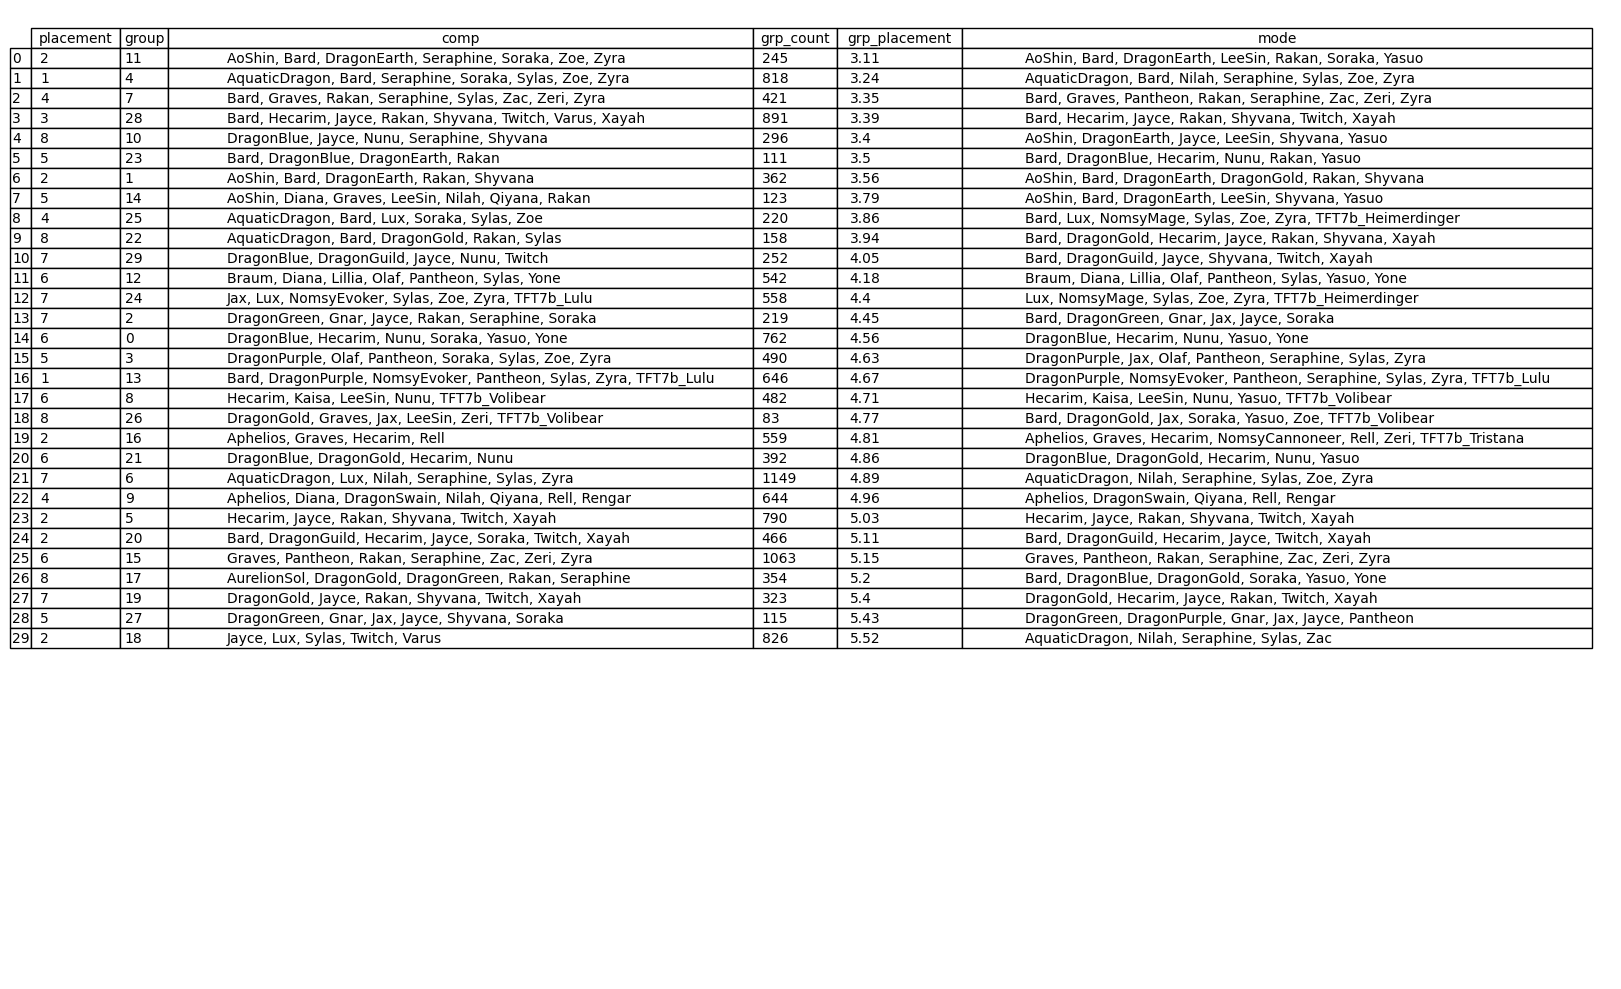 placement group comp grp_count grp_placement mode
0 2 11 AoShin, Bard, DragonEarth, Seraphine, Soraka, Zoe, Zyra 245 3.11 AoShin, Bard, DragonEarth, LeeSin, Rakan, Soraka, Yasuo
1 1 4 AquaticDragon, Bard, Seraphine, Soraka, Sylas, Zoe, Zyra 818 3.24 AquaticDragon, Bard, Nilah, Seraphine, Sylas, Zoe, Zyra
2 4 7 Bard, Graves, Rakan, Seraphine, Sylas, Zac, Zeri, Zyra 421 3.35 Bard, Graves, Pantheon, Rakan, Seraphine, Zac, Zeri, Zyra
3 3 28 Bard, Hecarim, Jayce, Rakan, Shyvana, Twitch, Varus, Xayah 891 3.39 Bard, Hecarim, Jayce, Rakan, Shyvana, Twitch, Xayah
4 8 10 DragonBlue, Jayce, Nunu, Seraphine, Shyvana 296 3.4 AoShin, DragonEarth, Jayce, LeeSin, Shyvana, Yasuo
5 5 23 Bard, DragonBlue, DragonEarth, Rakan 111 3.5 Bard, DragonBlue, Hecarim, Nunu, Rakan, Yasuo
6 2 1 AoShin, Bard, DragonEarth, Rakan, Shyvana 362 3.56 AoShin, Bard, DragonEarth, DragonGold, Rakan, Shyvana
7 5 14 AoShin, Diana, Graves, LeeSin, Nilah, Qiyana, Rakan 123 3.79 AoShin, Bard, DragonEarth, LeeSin, Shyvana, Yasuo
8 4 25 AquaticDragon, Bard, Lux, Soraka, Sylas, Zoe 220 3.86 Bard, Lux, NomsyMage, Sylas, Zoe, Zyra, TFT7b_Heimerdinger
9 8 22 AquaticDragon, Bard, DragonGold, Rakan, Sylas 158 3.94 Bard, DragonGold, Hecarim, Jayce, Rakan, Shyvana, Xayah
10 7 29 DragonBlue, DragonGuild, Jayce, Nunu, Twitch 252 4.05 Bard, DragonGuild, Jayce, Shyvana, Twitch, Xayah
11 6 12 Braum, Diana, Lillia, Olaf, Pantheon, Sylas, Yone 542 4.18 Braum, Diana, Lillia, Olaf, Pantheon, Sylas, Yasuo, Yone
12 7 24 Jax, Lux, NomsyEvoker, Sylas, Zoe, Zyra, TFT7b_Lulu 558 4.4 Lux, NomsyMage, Sylas, Zoe, Zyra, TFT7b_Heimerdinger
13 7 2 DragonGreen, Gnar, Jayce, Rakan, Seraphine, Soraka 219 4.45 Bard, DragonGreen, Gnar, Jax, Jayce, Soraka
14 6 0 DragonBlue, Hecarim, Nunu, Soraka, Yasuo, Yone 762 4.56 DragonBlue, Hecarim, Nunu, Yasuo, Yone
15 5 3 DragonPurple, Olaf, Pantheon, Soraka, Sylas, Zoe, Zyra 490 4.63 DragonPurple, Jax, Olaf, Pantheon, Seraphine, Sylas, Zyra
16 1 13 Bard, DragonPurple, NomsyEvoker, Pantheon, Sylas, Zyra, TFT7b_Lulu 646 4.67 DragonPurple, NomsyEvoker, Pantheon, Seraphine, Sylas, Zyra, TFT7b_Lulu
17 6 8 Hecarim, Kaisa, LeeSin, Nunu, TFT7b_Volibear 482 4.71 Hecarim, Kaisa, LeeSin, Nunu, Yasuo, TFT7b_Volibear
18 8 26 DragonGold, Graves, Jax, LeeSin, Zeri, TFT7b_Volibear 83 4.77 Bard, DragonGold, Jax, Soraka, Yasuo, Zoe, TFT7b_Volibear
19 2 16 Aphelios, Graves, Hecarim, Rell 559 4.81 Aphelios, Graves, Hecarim, NomsyCannoneer, Rell, Zeri, TFT7b_Tristana
20 6 21 DragonBlue, DragonGold, Hecarim, Nunu 392 4.86 DragonBlue, DragonGold, Hecarim, Nunu, Yasuo
21 7 6 AquaticDragon, Lux, Nilah, Seraphine, Sylas, Zyra 1149 4.89 AquaticDragon, Nilah, Seraphine, Sylas, Zoe, Zyra
22 4 9 Aphelios, Diana, DragonSwain, Nilah, Qiyana, Rell, Rengar 644 4.96 Aphelios, DragonSwain, Qiyana, Rell, Rengar
23 2 5 Hecarim, Jayce, Rakan, Shyvana, Twitch, Xayah 790 5.03 Hecarim, Jayce, Rakan, Shyvana, Twitch, Xayah
24 2 20 Bard, DragonGuild, Hecarim, Jayce, Soraka, Twitch, Xayah 466 5.11 Bard, DragonGuild, Hecarim, Jayce, Twitch, Xayah
25 6 15 Graves, Pantheon, Rakan, Seraphine, Zac, Zeri, Zyra 1063 5.15 Graves, Pantheon, Rakan, Seraphine, Zac, Zeri, Zyra
26 8 17 AurelionSol, DragonGold, DragonGreen, Rakan, Seraphine 354 5.2 Bard, DragonBlue, DragonGold, Soraka, Yasuo, Yone
27 7 19 DragonGold, Jayce, Rakan, Shyvana, Twitch, Xayah 323 5.4 DragonGold, Hecarim, Jayce, Rakan, Twitch, Xayah
28 5 27 DragonGreen, Gnar, Jax, Jayce, Shyvana, Soraka 115 5.43 DragonGreen, DragonPurple, Gnar, Jax, Jayce, Pantheon
29 2 18 Jayce, Lux, Sylas, Twitch, Varus 826 5.52 AquaticDragon, Nilah, Seraphine, Sylas, Zac